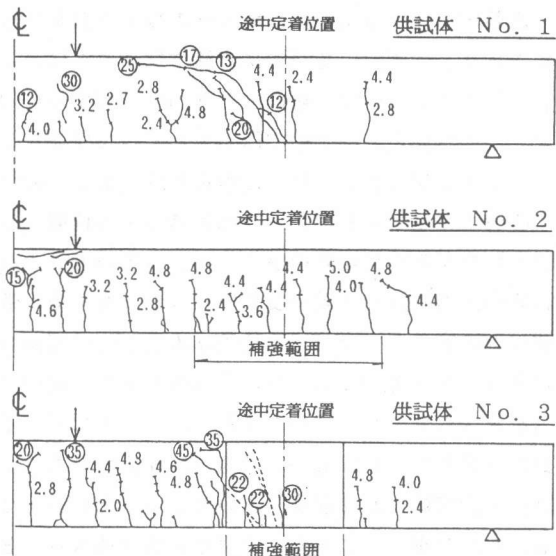 ℄ 途中定着位置 供試体 No. 1
㉕ ⑰ ⑬
⑫ ㉚ 3.2 2.7 2.8 4.4 2.4 4.4
4.0 2.4 4.8 ⑳ ⑫ 2.8
℄ 途中定着位置 供試体 No. 2
⑮ ⑳ 3.2 3.2 4.8 4.8 4.4 4.4 4.4 5.0 4.8
4.6 2.8 2.4 3.6 4.0 4.4
補強範囲
℄ 途中定着位置 供試体 No. 3
⑳ ㉟ 4.4 4.6 ㊺ ㉟
2.8 2.0 4.8 ㉒ ㉒ ㉚ 4.8 4.0
2.4
補強範囲